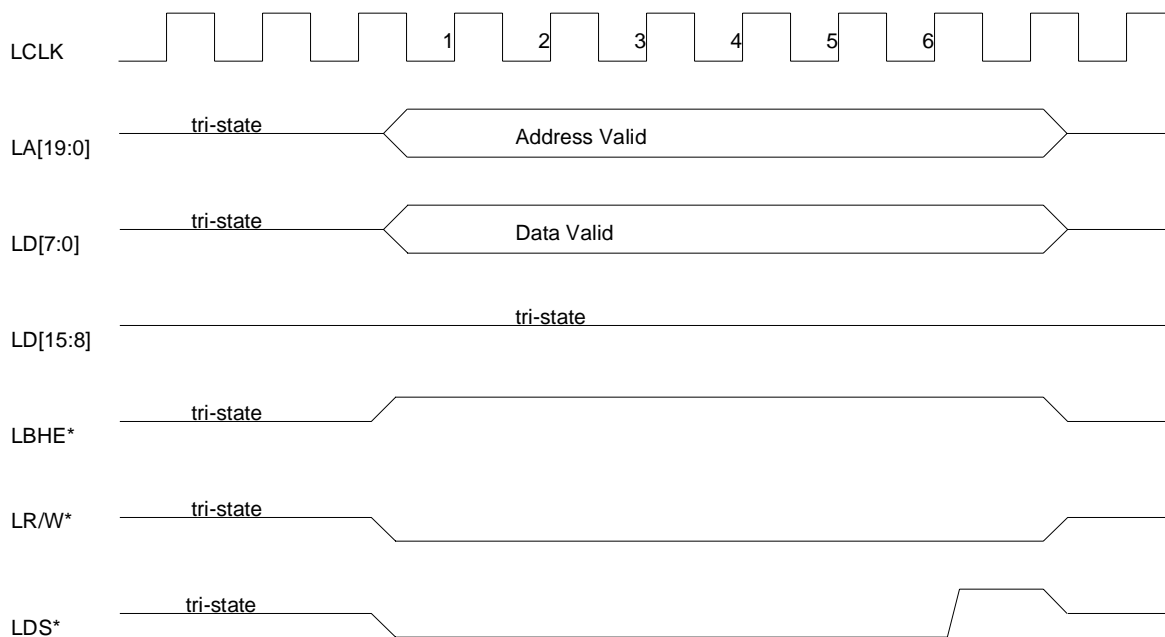 LCLK
1 2 3 4 5 6
LA[19:0]
tri-state
Address Valid
LD[7:0]
tri-state
Data Valid
LD[15:8]
tri-state
LBHE*
tri-state
LR/W*
tri-state
LDS*
tri-state